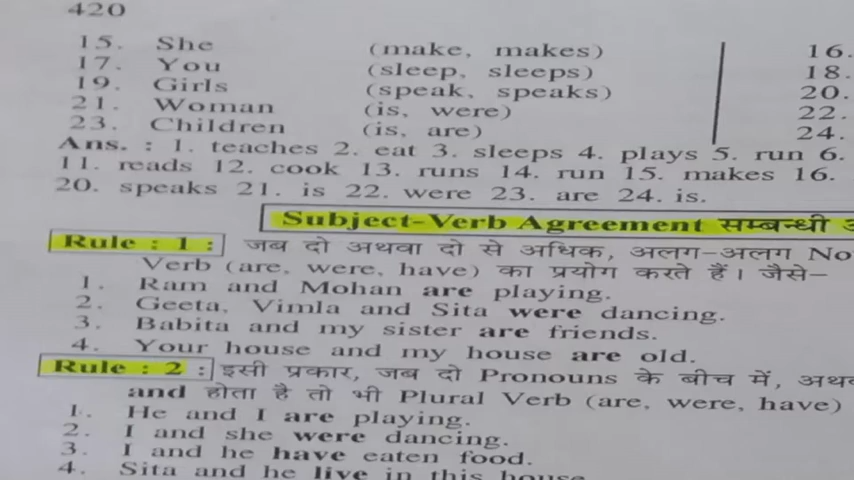 420
15. She (make, makes) 16.
17. You (sleep, sleeps) 18.
19. Girls (speak, speaks) 20.
21. Woman (is, were) 22.
23. Children (is, are) 24.
Ans. : 1. teaches 2. eat 3. sleeps 4. plays 5. run 6.
11. reads 12. cook 13. runs 14. run 15. makes 16.
20. speaks 21. is 22. were 23. are 24. is.
Subject-Verb Agreement सम्बन्धी
Rule : 1 : जब दो अथवा दो से अधिक, अलग-अलग No
Verb (are, were, have) का प्रयोग करते हैं। जैसे–
1. Ram and Mohan are playing.
2. Geeta, Vimla and Sita were dancing.
3. Babita and my sister are friends.
4. Your house and my house are old.
Rule : 2 : इसी प्रकार, जब दो Pronouns के बीच में, अथव
and होता है तो भी Plural Verb (are, were, have)
1. He and I are playing.
2. I and she were dancing.
3. I and he have eaten food.
4. Sita and he live in this house